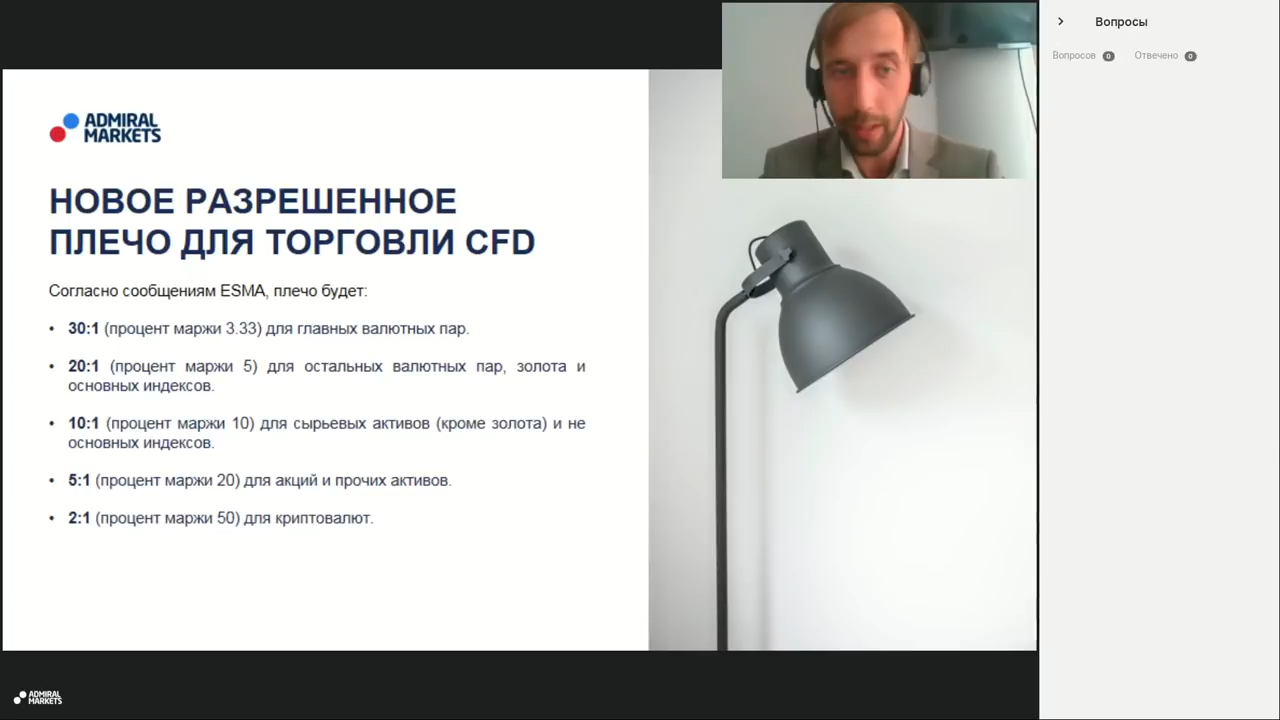 ADMIRAL
MARKETS
НОВОЕ РАЗРЕШЕННОЕ
ПЛЕЧО ДЛЯ ТОРГОВЛИ CFD
Согласно сообщениям ESMA, плечо будет:
• 30:1 (процент маржи 3.33) для главных валютных пар.
• 20:1 (процент маржи 5) для остальных валютных пар, золота и
основных индексов.
• 10:1 (процент маржи 10) для сырьевых активов (кроме золота) и не
основных индексов.
• 5:1 (процент маржи 20) для акций и прочих активов.
• 2:1 (процент маржи 50) для криптовалют.
ADMIRAL
MARKETS
Вопросы
Вопросов 0 Отвечено 0